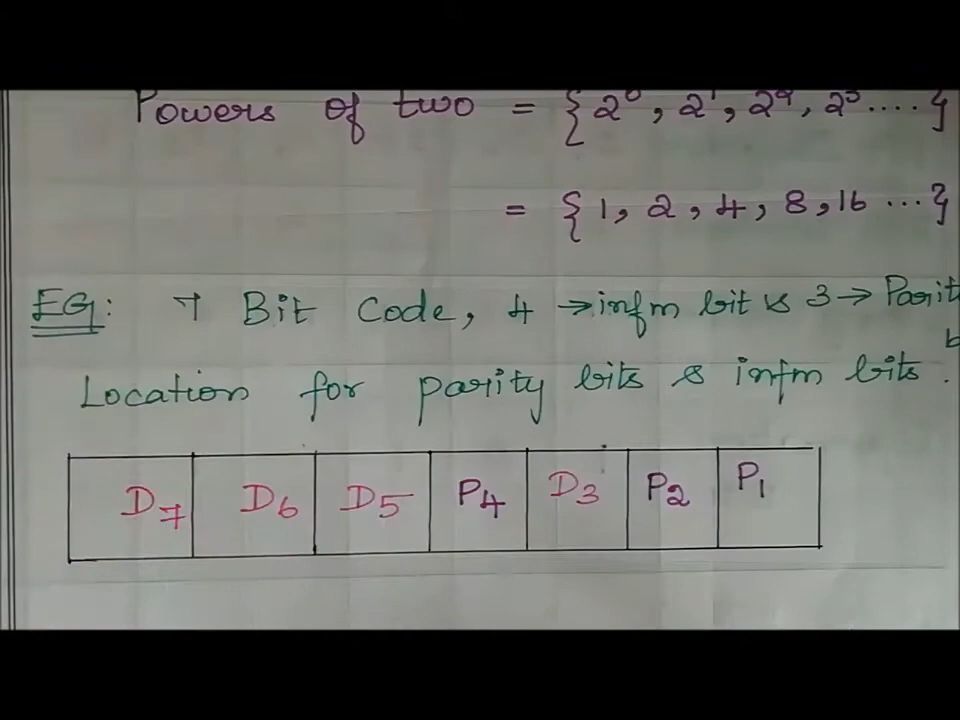 Powers of two = {2⁰, 2¹, 2², 2³ ....}
= {1, 2, 4, 8, 16 ...}
EG: 7 Bit Code, 4 → infm bit & 3 → Parit
b
Location for parity bits & infm bits.
D7 D6 D5 P4 D3 P2 P1